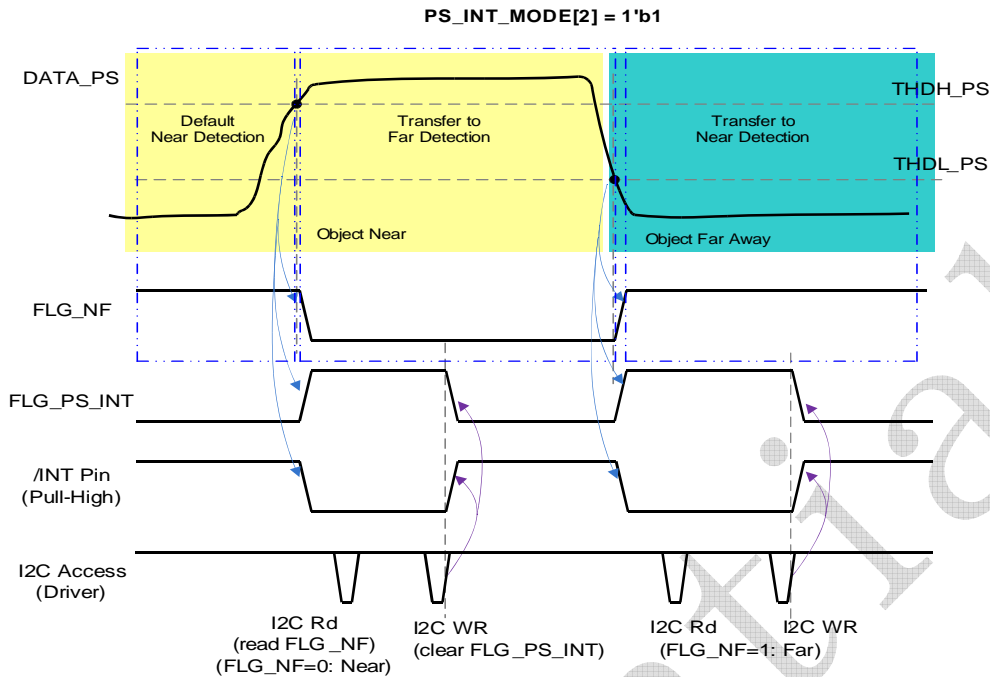 PS_INT_MODE[2] = 1'b1
DATA_PS
THDH_PS
Default
Near Detection
Transfer to
Far Detection
Transfer to
Near Detection
THDL_PS
Object Near
Object Far Away
FLG_NF
FLG_PS_INT
/INT Pin
(Pull-High)
I2C Access
(Driver)
I2C Rd
(read FLG_NF)
(FLG_NF=0: Near)
I2C WR
(clear FLG_PS_INT)
I2C Rd
(FLG_NF=1: Far)
I2C WR